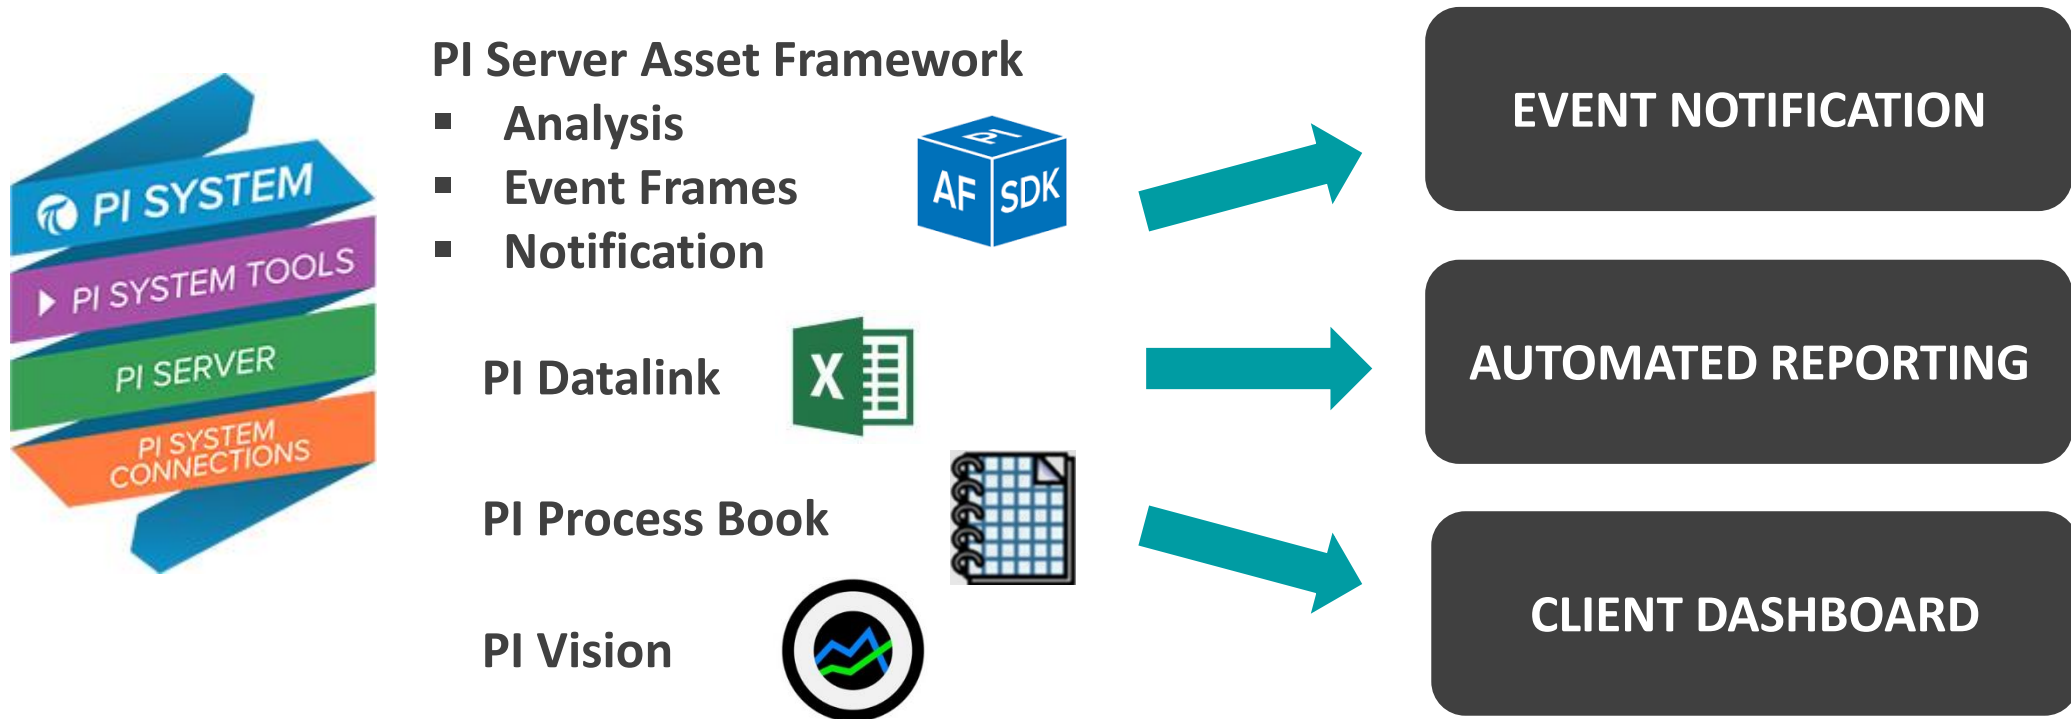 PI SYSTEM
PI SYSTEM TOOLS
PI SERVER
PI SYSTEM
CONNECTIONS
PI Server Asset Framework
▪ Analysis
▪ Event Frames
▪ Notification
PI
AF SDK
PI Datalink
X
PI Process Book
PI Vision
EVENT NOTIFICATION
AUTOMATED REPORTING
CLIENT DASHBOARD